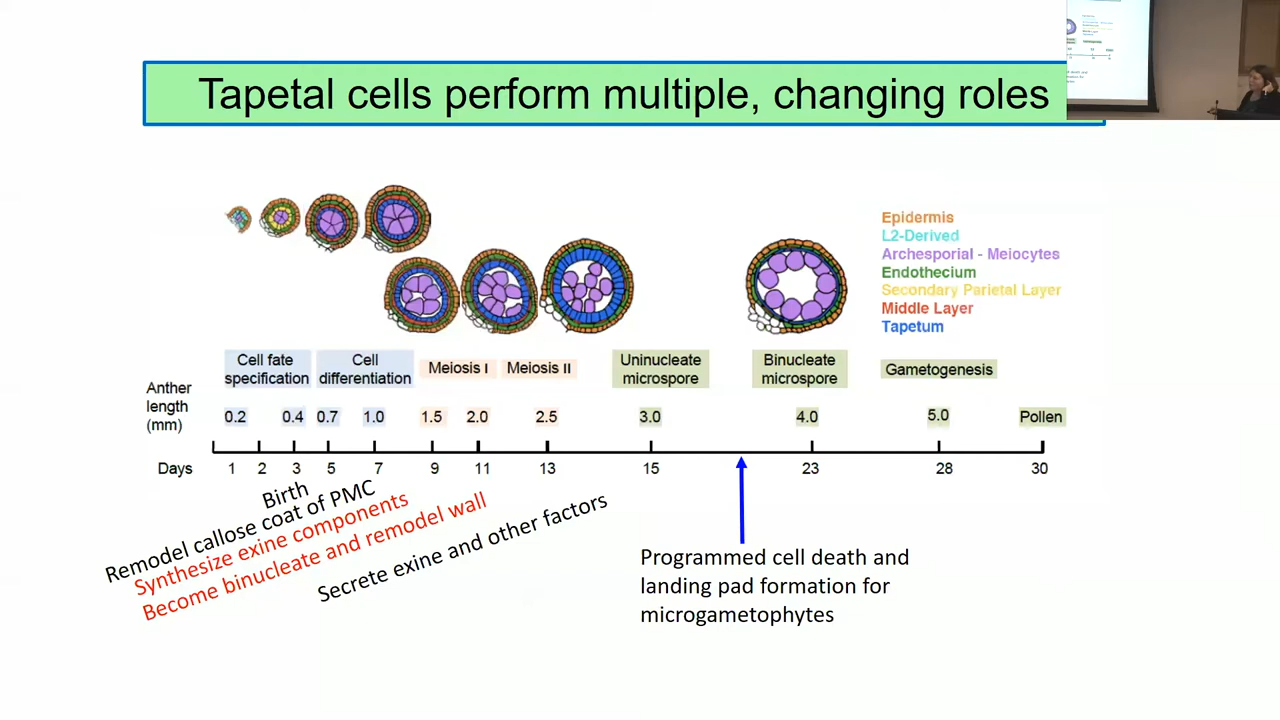 Tapetal cells perform multiple, changing roles
Epidermis
L2-Derived
Archesporial - Meiocytes
Endothecium
Secondary Parietal Layer
Middle Layer
Tapetum
Cell fate
specification
Cell
differentiation
Meiosis I
Meiosis II
Uninucleate
microspore
Binucleate
microspore
Gametogenesis
Anther
length
(mm)
0.2
0.4
0.7
1.0
1.5
2.0
2.5
3.0
4.0
5.0
Pollen
Days
1
2
3
5
7
9
11
13
15
23
28
30
Birth
Remodel callose coat of PMC
Synthesize exine components
Become binucleate and remodel wall
Secrete exine and other factors
Programmed cell death and
landing pad formation for
microgametophytes